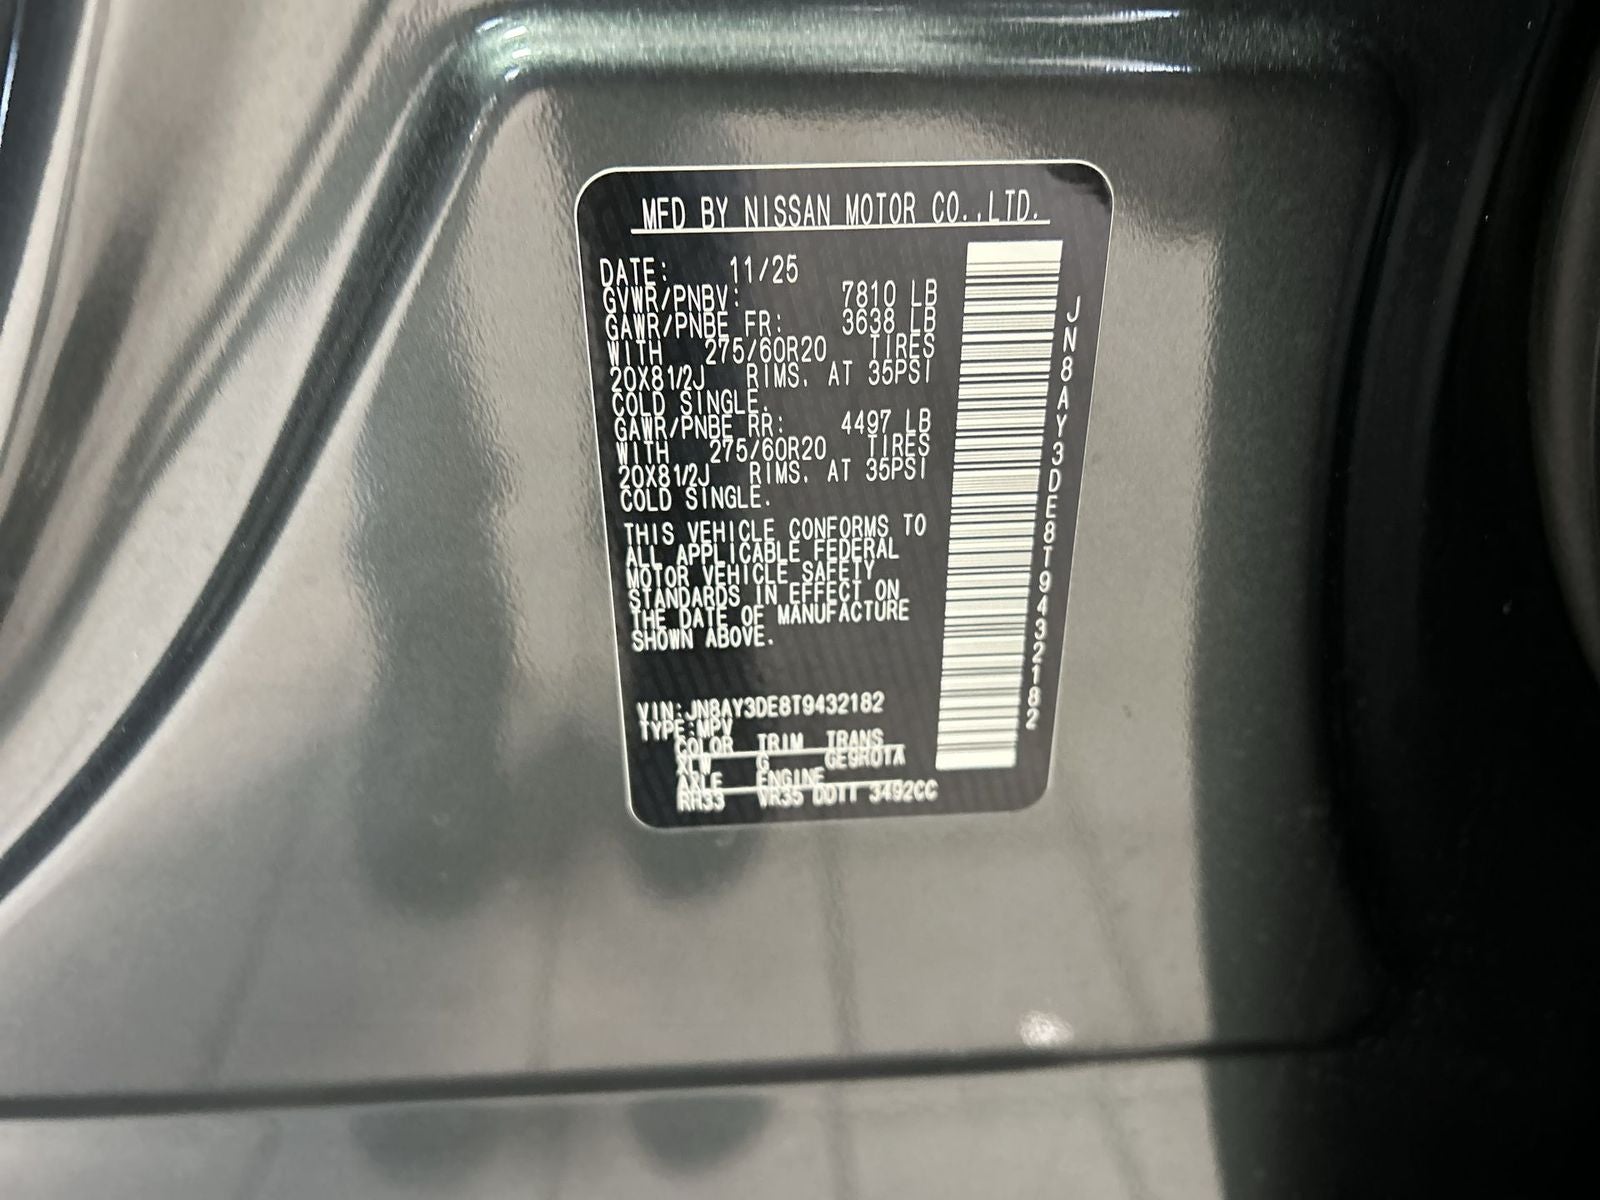 MFD BY NISSAN MOTOR CO.,LTD.
DATE: 11/25
GVWR/PNBV: 7810 LB
GAWR/PNBE FR: 3638 LB
WITH 275/60R20 TIRES
20X81/2J RIMS, AT 35PSI
COLD SINGLE.
GAWR/PNBE RR: 4497 LB
WITH 275/60R20 TIRES
20X81/2J RIMS, AT 35PSI
COLD SINGLE.
THIS VEHICLE CONFORMS TO
ALL APPLICABLE FEDERAL
MOTOR VEHICLE SAFETY
STANDARDS IN EFFECT ON
THE DATE OF MANUFACTURE
SHOWN ABOVE.
VIN:JN8AY3DE8T9432182
TYPE:MPV
COLOR TRIM TRANS
XLW G GE9R01A
AXLE ENGINE
RH33 VR35 DDTT 3492CC
JN8AY3DE8T9432182